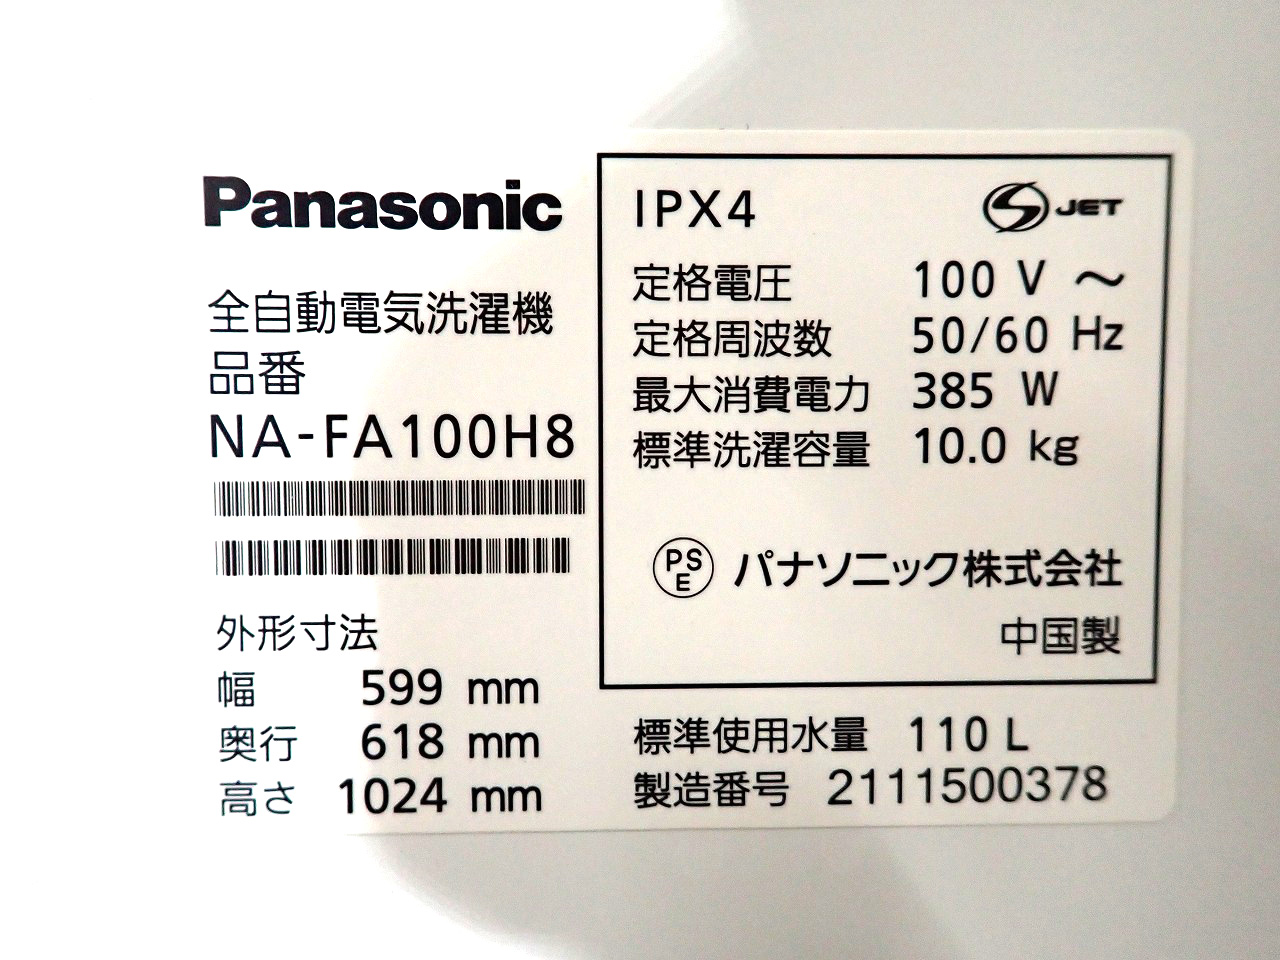 Panasonic
全自動電気洗濯機
品番
NA-FA100H8
外形寸法
幅 599 mm
奥行 618 mm
高さ 1024 mm
IPX4
S JET
定格電圧 100 V ～
定格周波数 50/60 Hz
最大消費電力 385 W
標準洗濯容量 10.0 kg
PSE パナソニック株式会社
中国製
標準使用水量 110 L
製造番号 2111500378